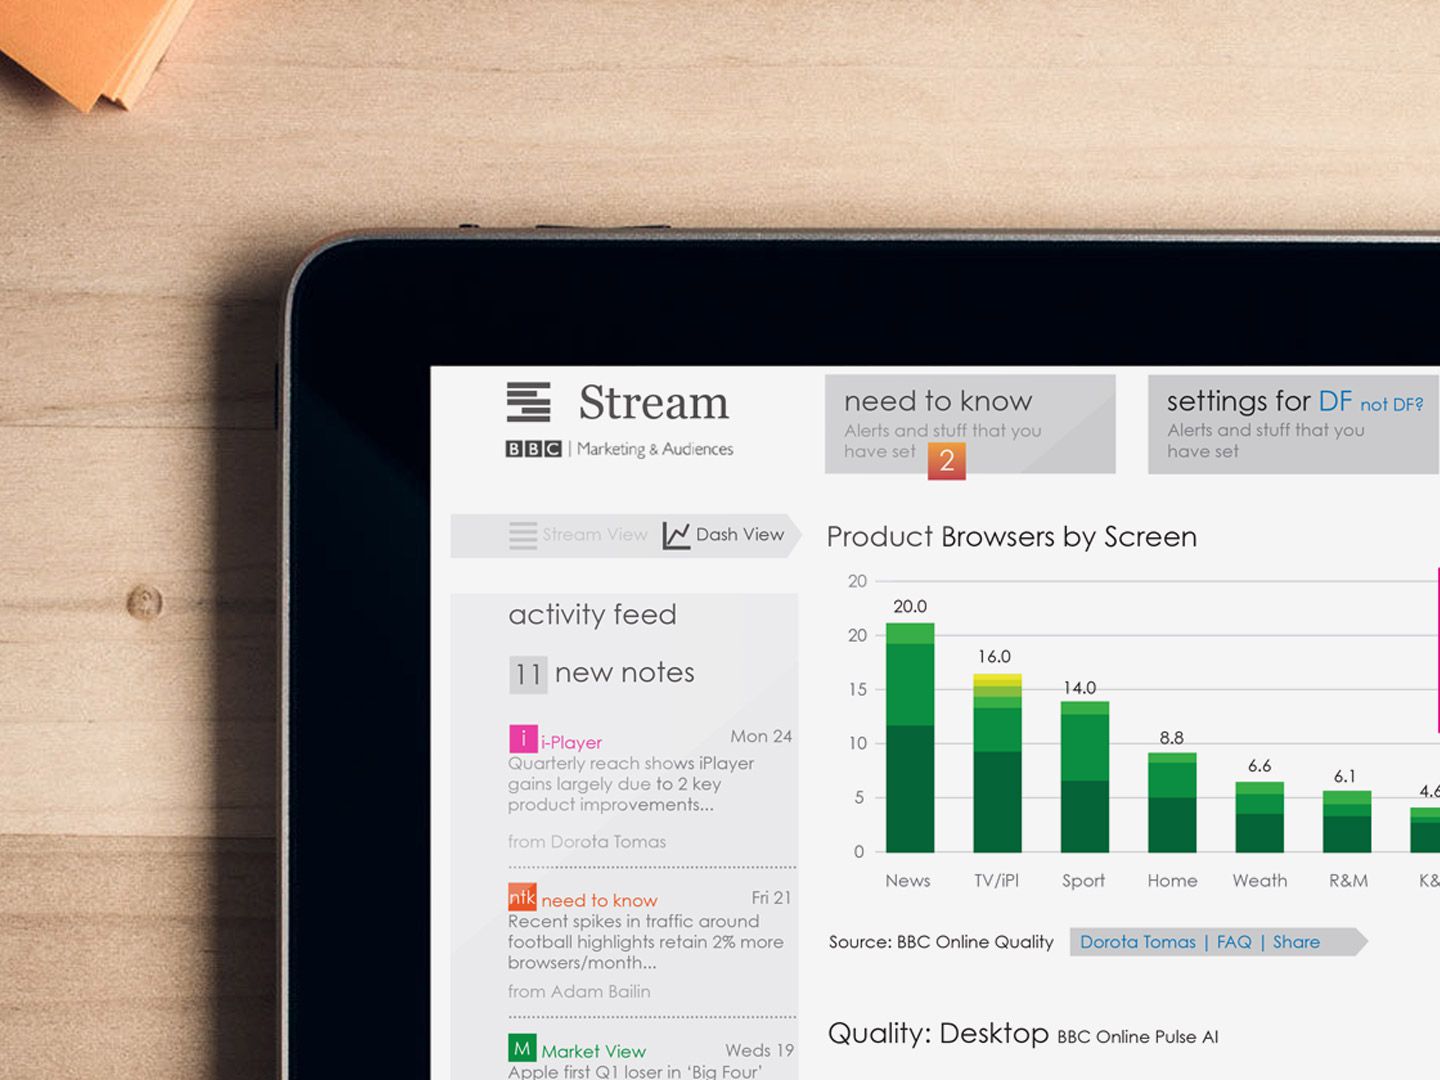 Stream
BBC | Marketing & Audiences
need to know
Alerts and stuff that you
have set
2
settings for DF not DF?
Alerts and stuff that you
have set
Stream View
Dash View
activity feed
11 new notes
i i-Player Mon 24
Quarterly reach shows iPlayer
gains largely due to 2 key
product improvements...
from Dorota Tomas
ntk need to know Fri 21
Recent spikes in traffic around
football highlights retain 2% more
browsers/month...
from Adam Bailin
M Market View Weds 19
Apple first Q1 loser in ‘Big Four’
Product Browsers by Screen
20
20
15
10
5
0
20.0
16.0
14.0
8.8
6.6
6.1
4.6
News
TV/iPl
Sport
Home
Weath
R&M
K&
Source: BBC Online Quality
Dorota Tomas | FAQ | Share
Quality: Desktop BBC Online Pulse AI